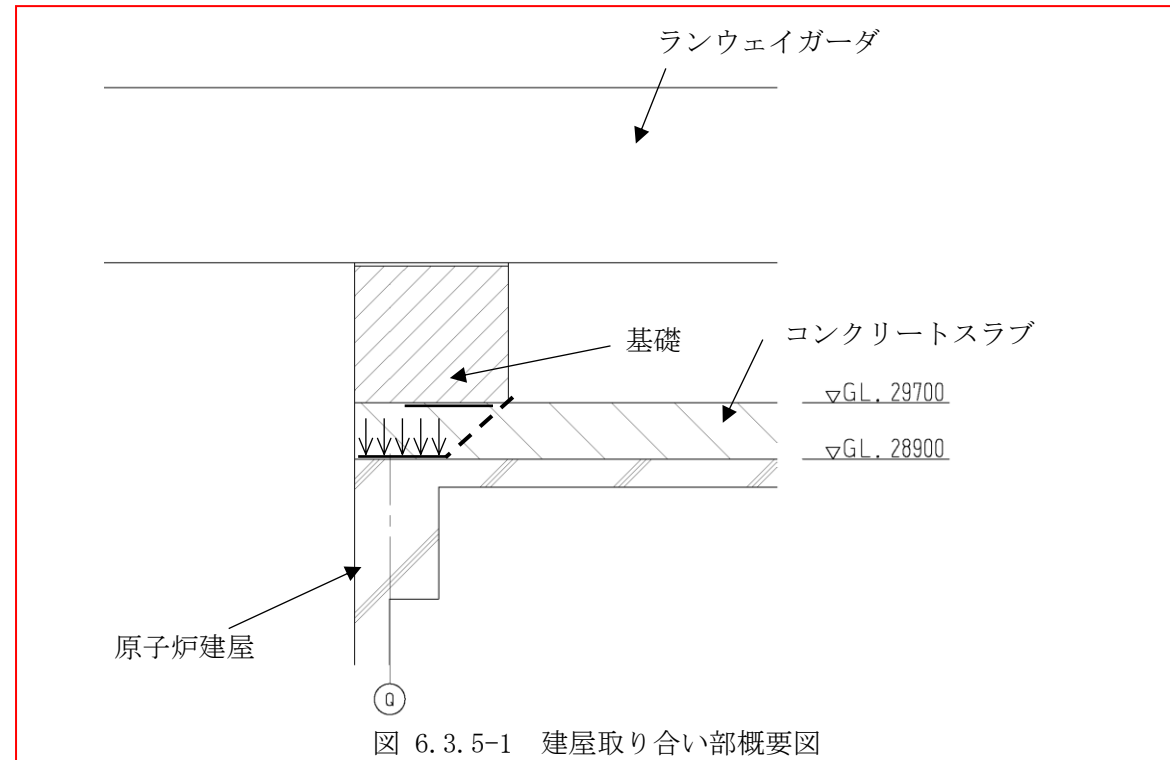 ランウェイガーダ
基礎
コンクリートスラブ
▽GL. 29700
▽GL. 28900
原子炉建屋
Q
図 6.3.5-1 建屋取り合い部概要図